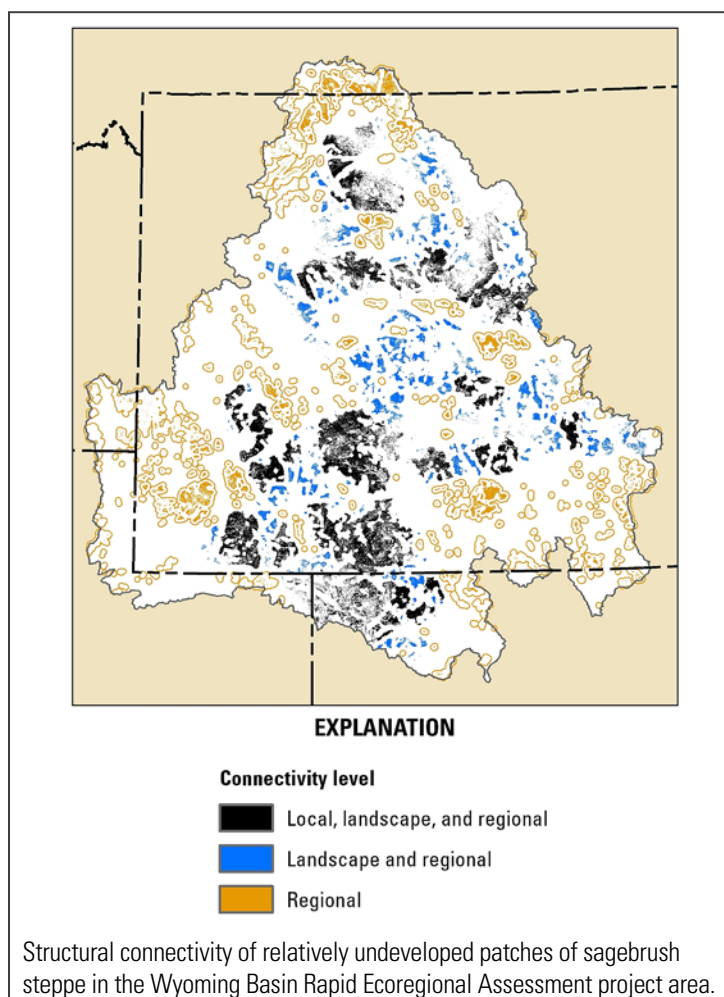 EXPLANATION
Connectivity level
Local, landscape, and regional
Landscape and regional
Regional
Structural connectivity of relatively undeveloped patches of sagebrush
steppe in the Wyoming Basin Rapid Ecoregional Assessment project area.